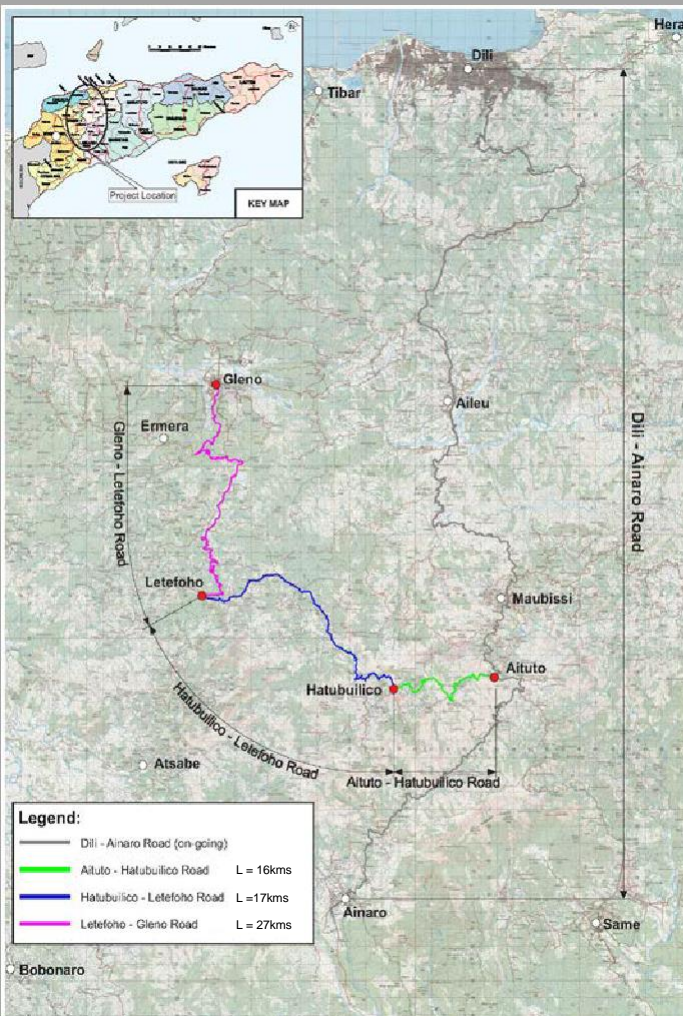 Project Location
KEY MAP
Hera
Dili
Tibar
Gleno
Aileu
Ermera
Gleno - Letefoho Road
Dili - Ainaro Road
Letefoho
Maubissi
Aituto
Hatubuilico
Hatubuilico - Letefoho Road
Atsabe
Aituto - Hatubuilico Road
Legend:
Dili - Ainaro Road (on-going)
Aituto - Hatubuilico Road L = 16kms
Hatubuilico - Letefoho Road L =17kms
Letefoho - Gleno Road L = 27kms
Ainaro
Same
Bobonaro